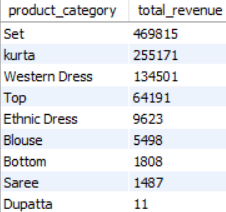 product_category total_revenue
Set 469815
kurta 255171
Western Dress 134501
Top 64191
Ethnic Dress 9623
Blouse 5498
Bottom 1808
Saree 1487
Dupatta 11